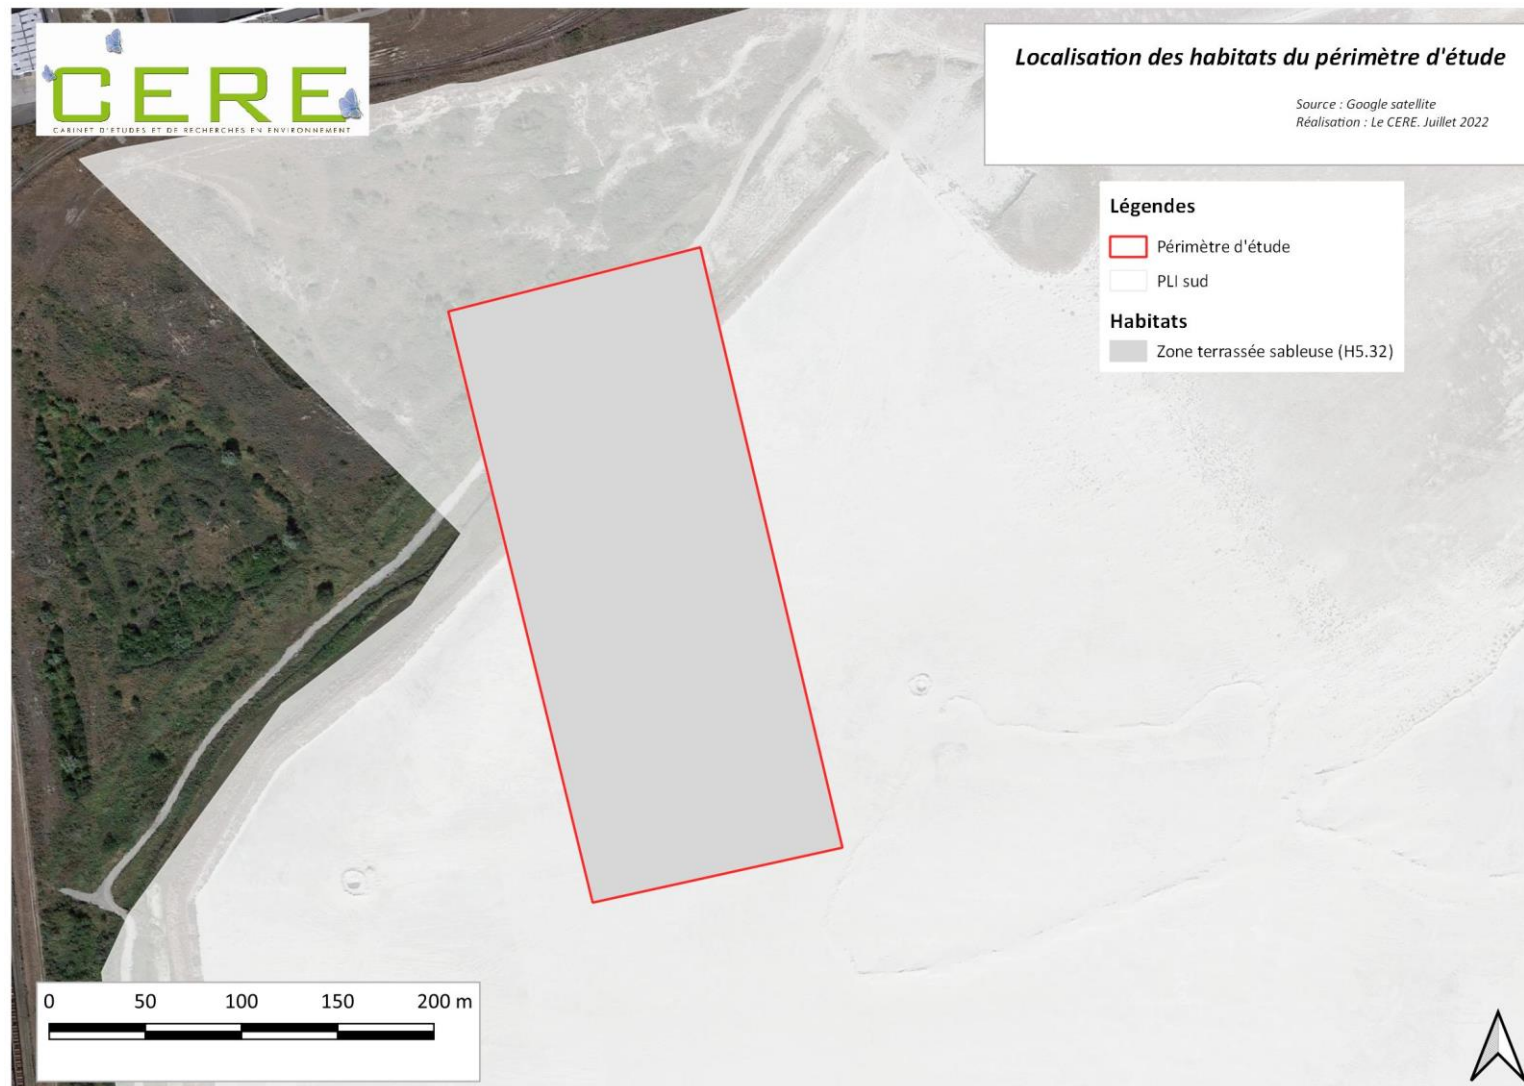 CERE
CABINET D'ETUDES ET DE RECHERCHES EN ENVIRONNEMENT
Localisation des habitats du périmètre d'étude
Source : Google satellite
Réalisation : Le CERE. Juillet 2022
Légendes
Périmètre d'étude
PLI sud
Habitats
Zone terrassée sableuse (H5.32)
0 50 100 150 200 m